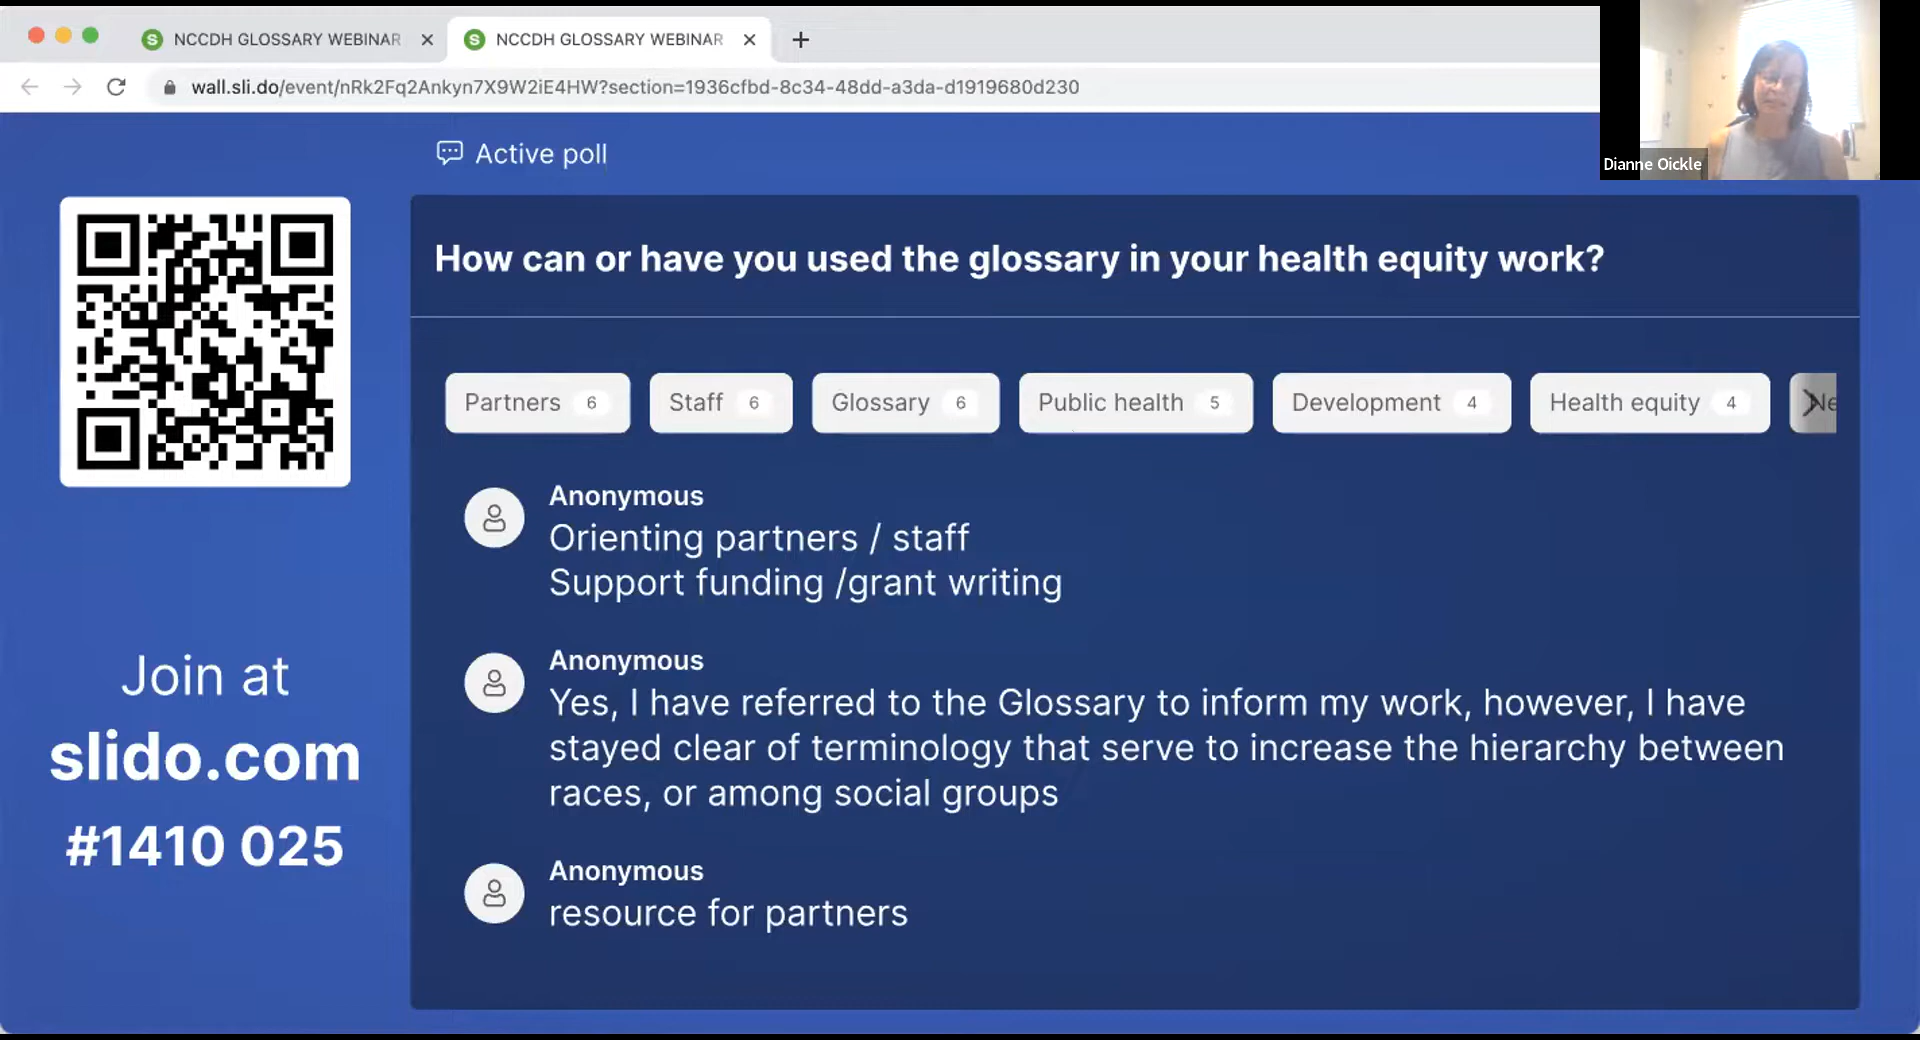 NCCDH GLOSSARY WEBINAR
NCCDH GLOSSARY WEBINAR
wall.sli.do/event/nRk2Fq2Ankyn7X9W2iE4HW?section=1936cfbd-8c34-48dd-a3da-d1919680d230
Dianne Oickle
Active poll
How can or have you used the glossary in your health equity work?
Partners 6 Staff 6 Glossary 6 Public health 5 Development 4 Health equity 4
Anonymous
Orienting partners / staff
Support funding /grant writing
Anonymous
Yes, I have referred to the Glossary to inform my work, however, I have
stayed clear of terminology that serve to increase the hierarchy between
races, or among social groups
Anonymous
resource for partners
Join at
slido.com
#1410 025